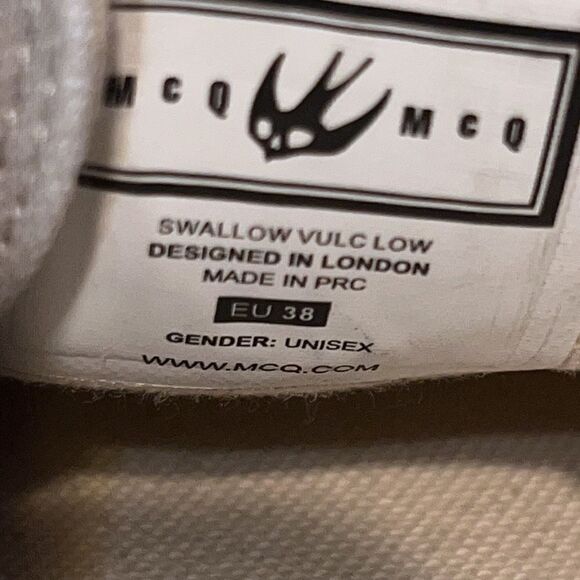 MCQ MCQ
SWALLOW VULC LOW
DESIGNED IN LONDON
MADE IN PRC
EU 38
GENDER: UNISEX
WWW.MCQ.COM